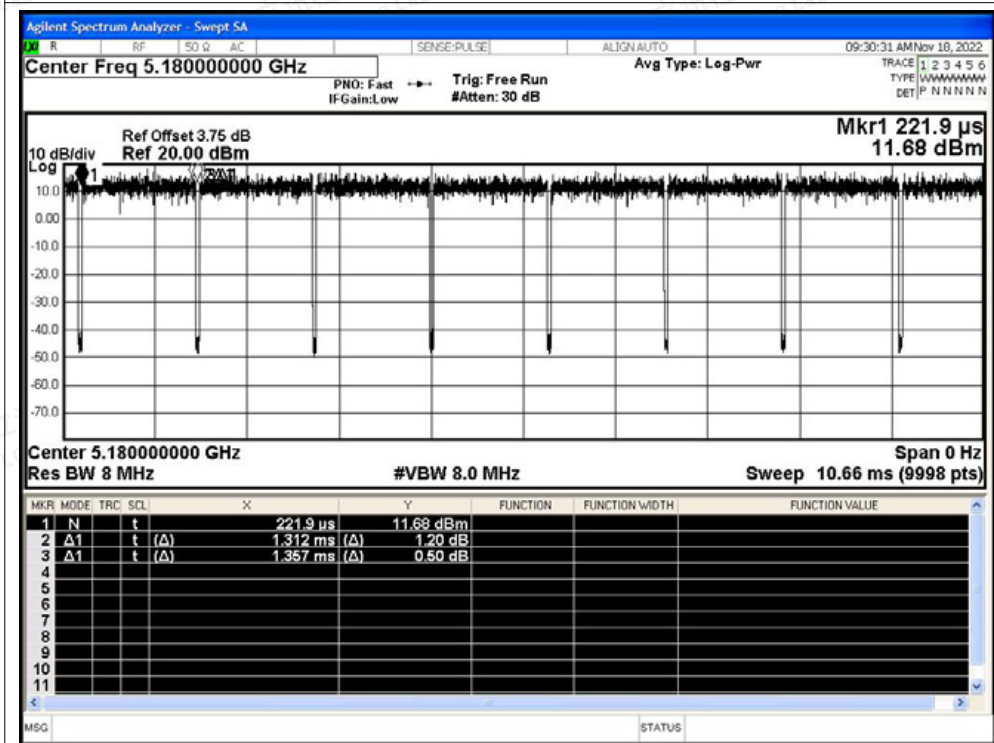 Agilent Spectrum Analyzer - Swept SA
R RF 50 Ω AC SENSE:PULSE ALIGN AUTO 09:30:31 AM Nov 18, 2022
Center Freq 5.180000000 GHz Avg Type: Log-Pwr TRACE 1 2 3 4 5 6
PNO: Fast Trig: Free Run TYPE WWWWWW
IFGain:Low #Atten: 30 dB DET P N N N N N
Mkr1 221.9 µs
Ref Offset 3.75 dB
10 dB/div Ref 20.00 dBm 11.68 dBm
Log
1
10.0
0.00
-10.0
-20.0
-30.0
-40.0
-50.0
-60.0
-70.0
Center 5.180000000 GHz Span 0 Hz
Res BW 8 MHz #VBW 8.0 MHz Sweep 10.66 ms (9998 pts)
MKR MODE TRC SCL X Y FUNCTION FUNCTION WIDTH FUNCTION VALUE
1 N t 221.9 µs 11.68 dBm
2 Δ1 t (Δ) 1.312 ms (Δ) 1.20 dB
3 Δ1 t (Δ) 1.357 ms (Δ) 0.50 dB
4
5
6
7
8
9
10
11
MSG STATUS